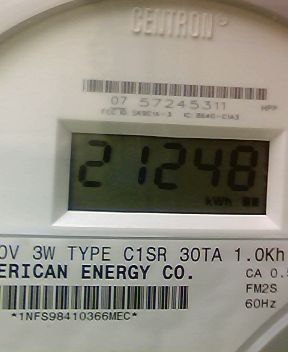 CENTRON®
07 57245311
HPP
21248
kWh
0V 3W TYPE C1SR 30TA 1.0Kh
ERICAN ENERGY CO.
CA 0.5
FM2S
60Hz
*1NFS98410366MEC*